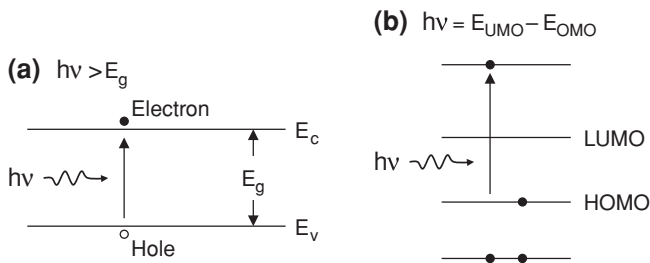 (a) hν > E_g
Electron
E_c
hν
E_g
E_v
Hole
(b) hν = E_UMO – E_OMO
LUMO
hν
HOMO